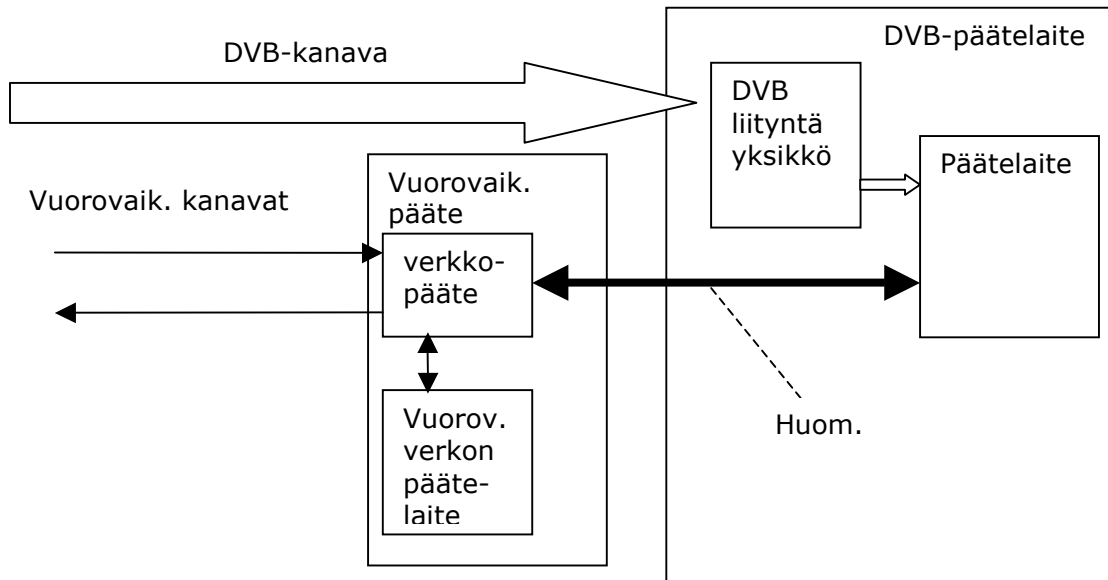 DVB-päätelaite
DVB-kanava
DVB
liityntä
yksikkö
Päätelaite
Vuorovaik.
pääte
Vuorovaik. kanavat
verkko-
pääte
Vuorov.
verkon
pääte-
laite
Huom.